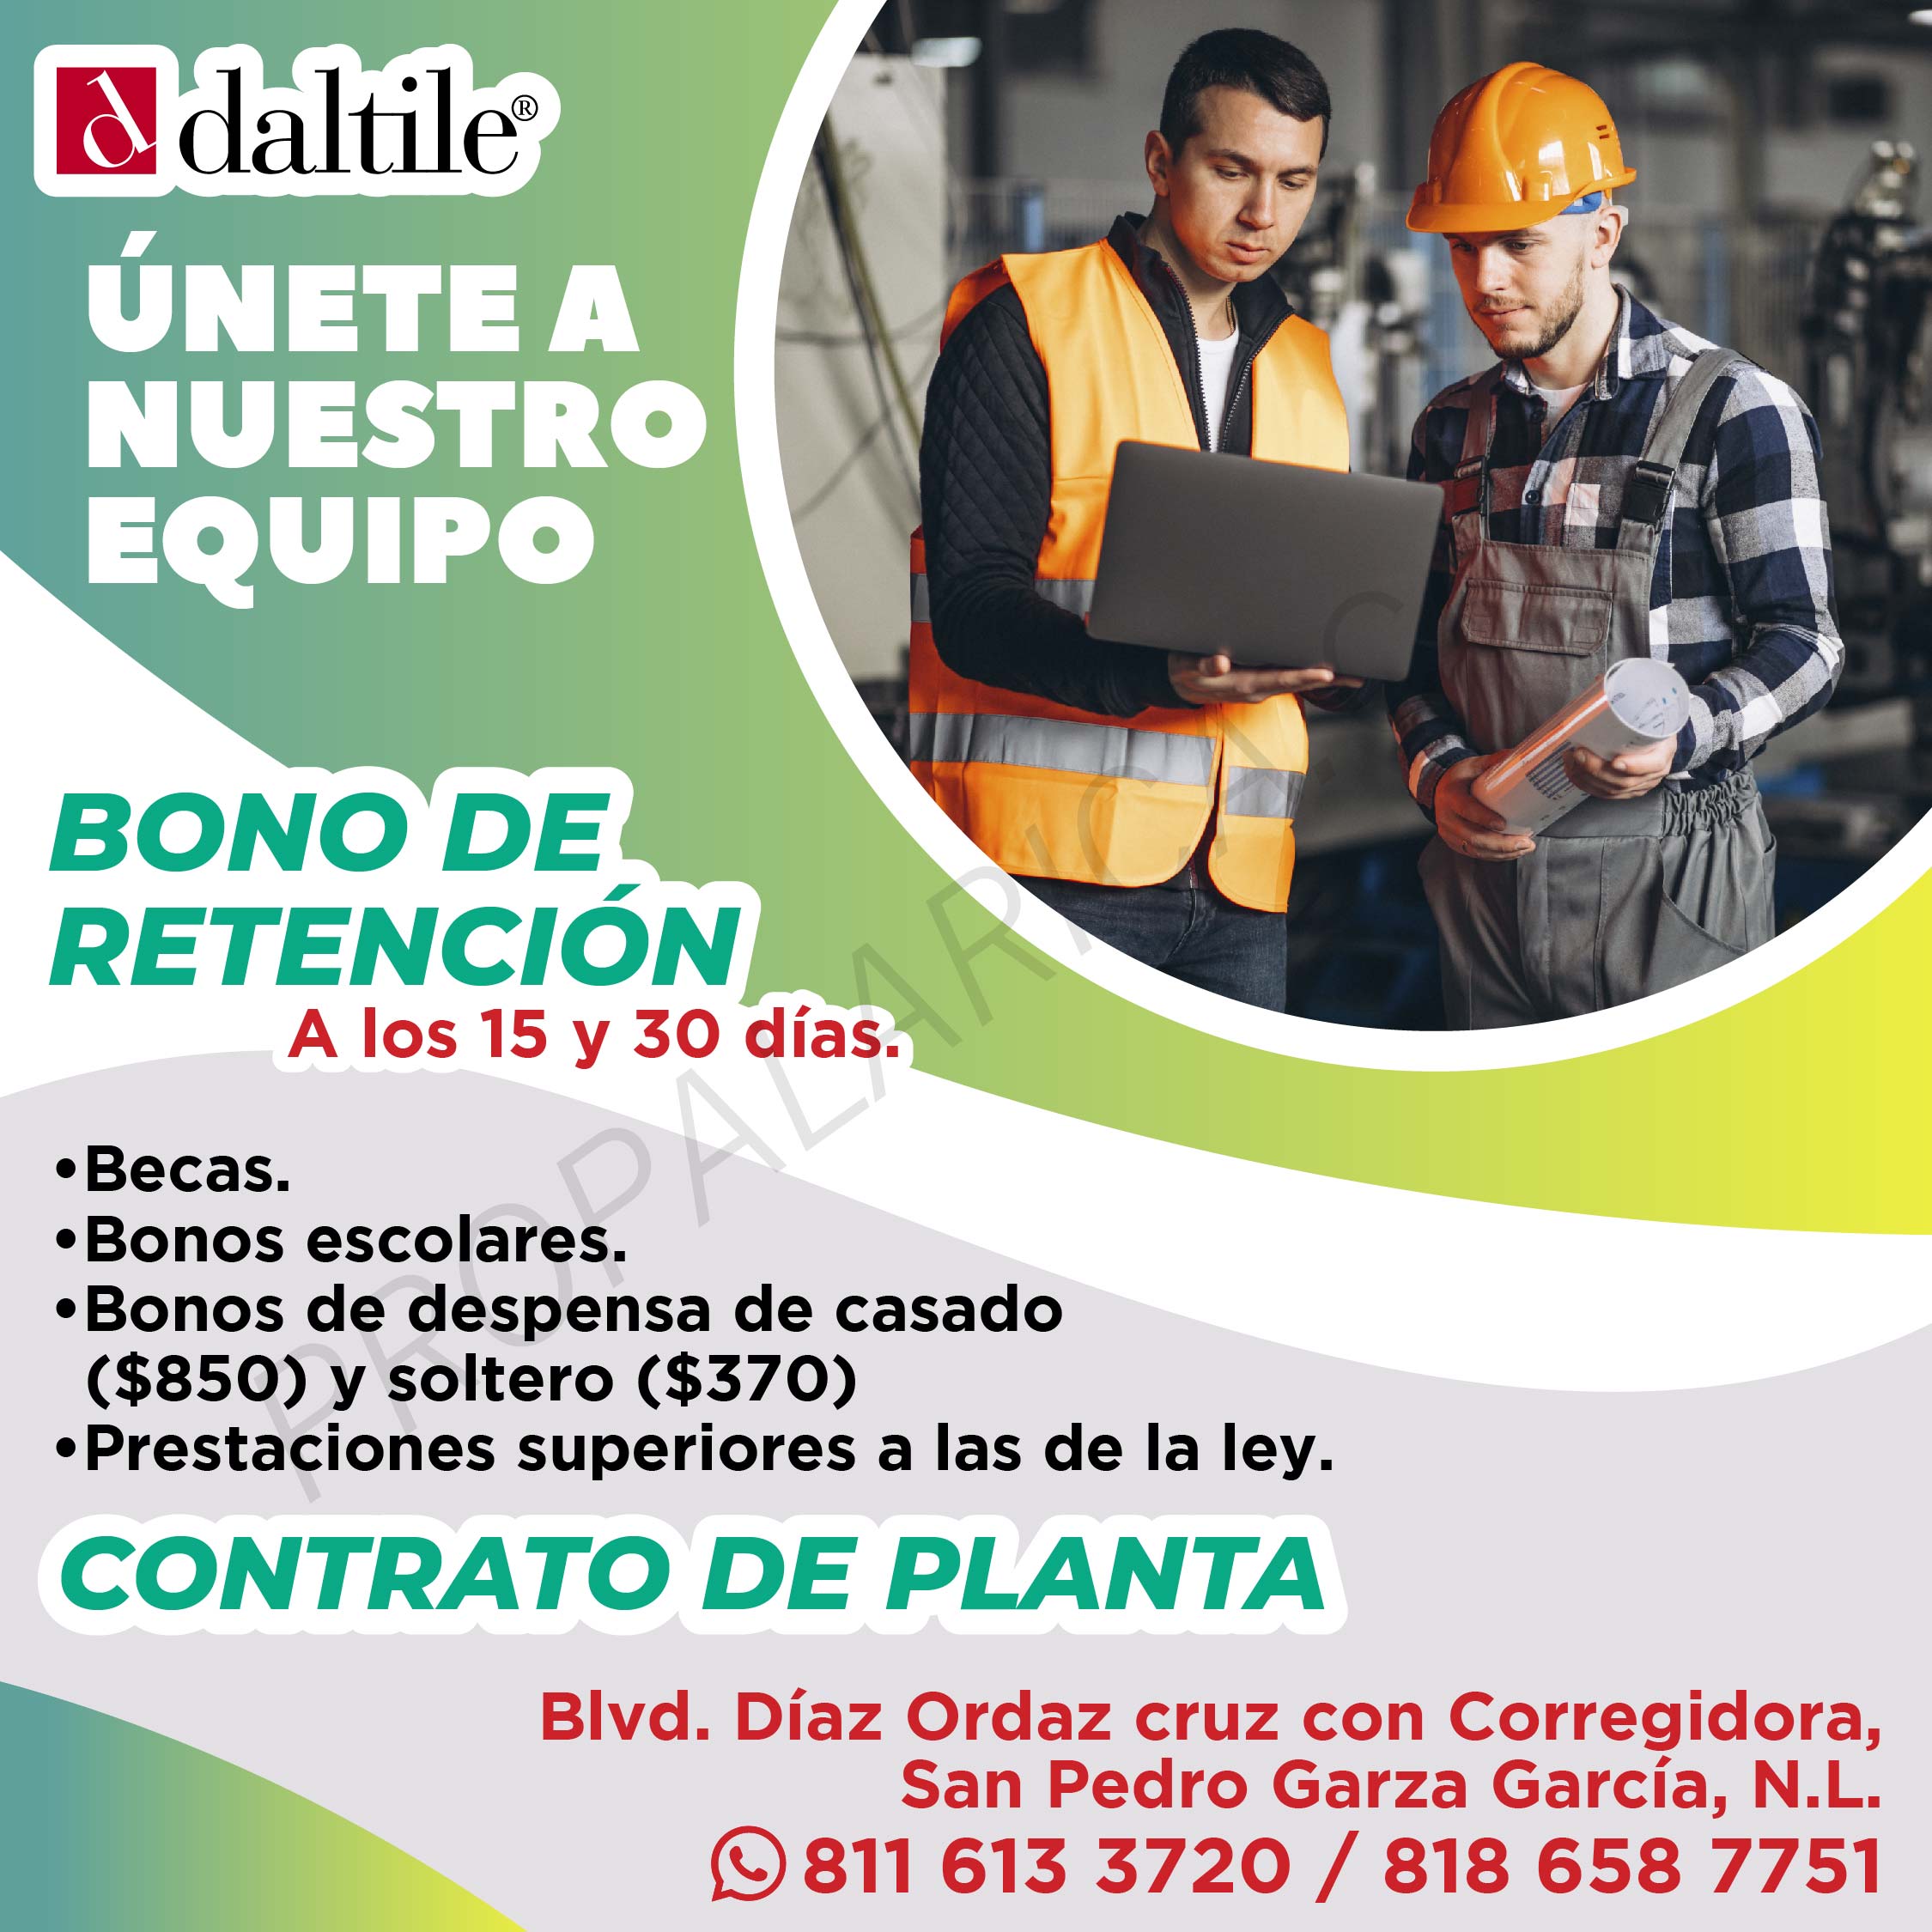 d daltile®
ÚNETE A
NUESTRO
EQUIPO
BONO DE
RETENCIÓN
A los 15 y 30 días.
•Becas.
•Bonos escolares.
•Bonos de despensa de casado
($850) y soltero ($370)
•Prestaciones superiores a las de la ley.
CONTRATO DE PLANTA
Blvd. Díaz Ordaz cruz con Corregidora,
San Pedro Garza García, N.L.
811 613 3720 / 818 658 7751
PROPALARICA.C